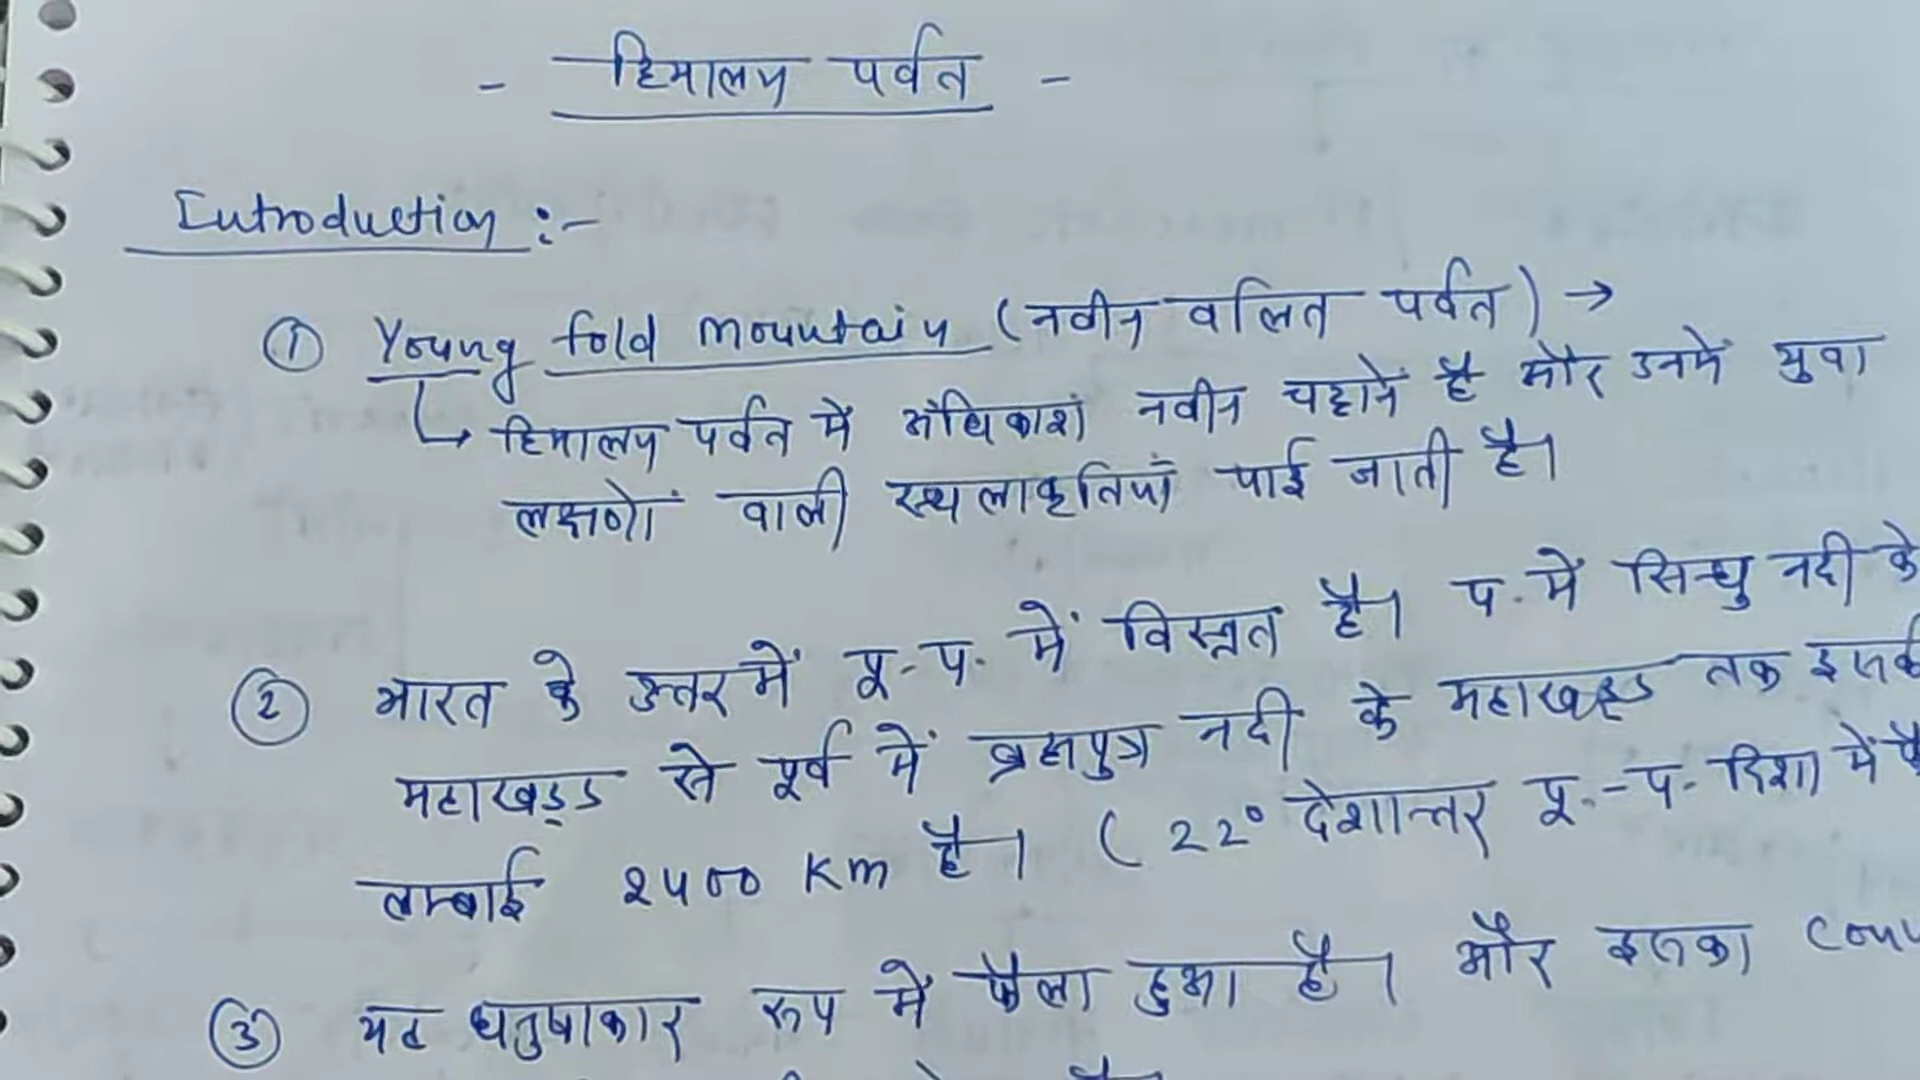 - हिमालय पर्वत -
Introduction :-
① Young fold mountain (नवीन वलित पर्वत) →
↳ हिमालय पर्वत में अधिकाशं नवीन चट्टानें है और उनमें युवा
लक्षणों वाली स्थलाकृतियाँ पाई जाती है।
② भारत के उत्तर में पू.-प. में विस्तृत है। प. में सिन्धु नदी के
महाखड्ड से पूर्व में ब्रह्मपुत्र नदी के महाखड्ड तक इसकी
लम्बाई 2400 Km है। ( 22° देशान्तर पू.-प. दिशा में
③ यह धनुषाकार रूप में फैला हुआ है। और इसका